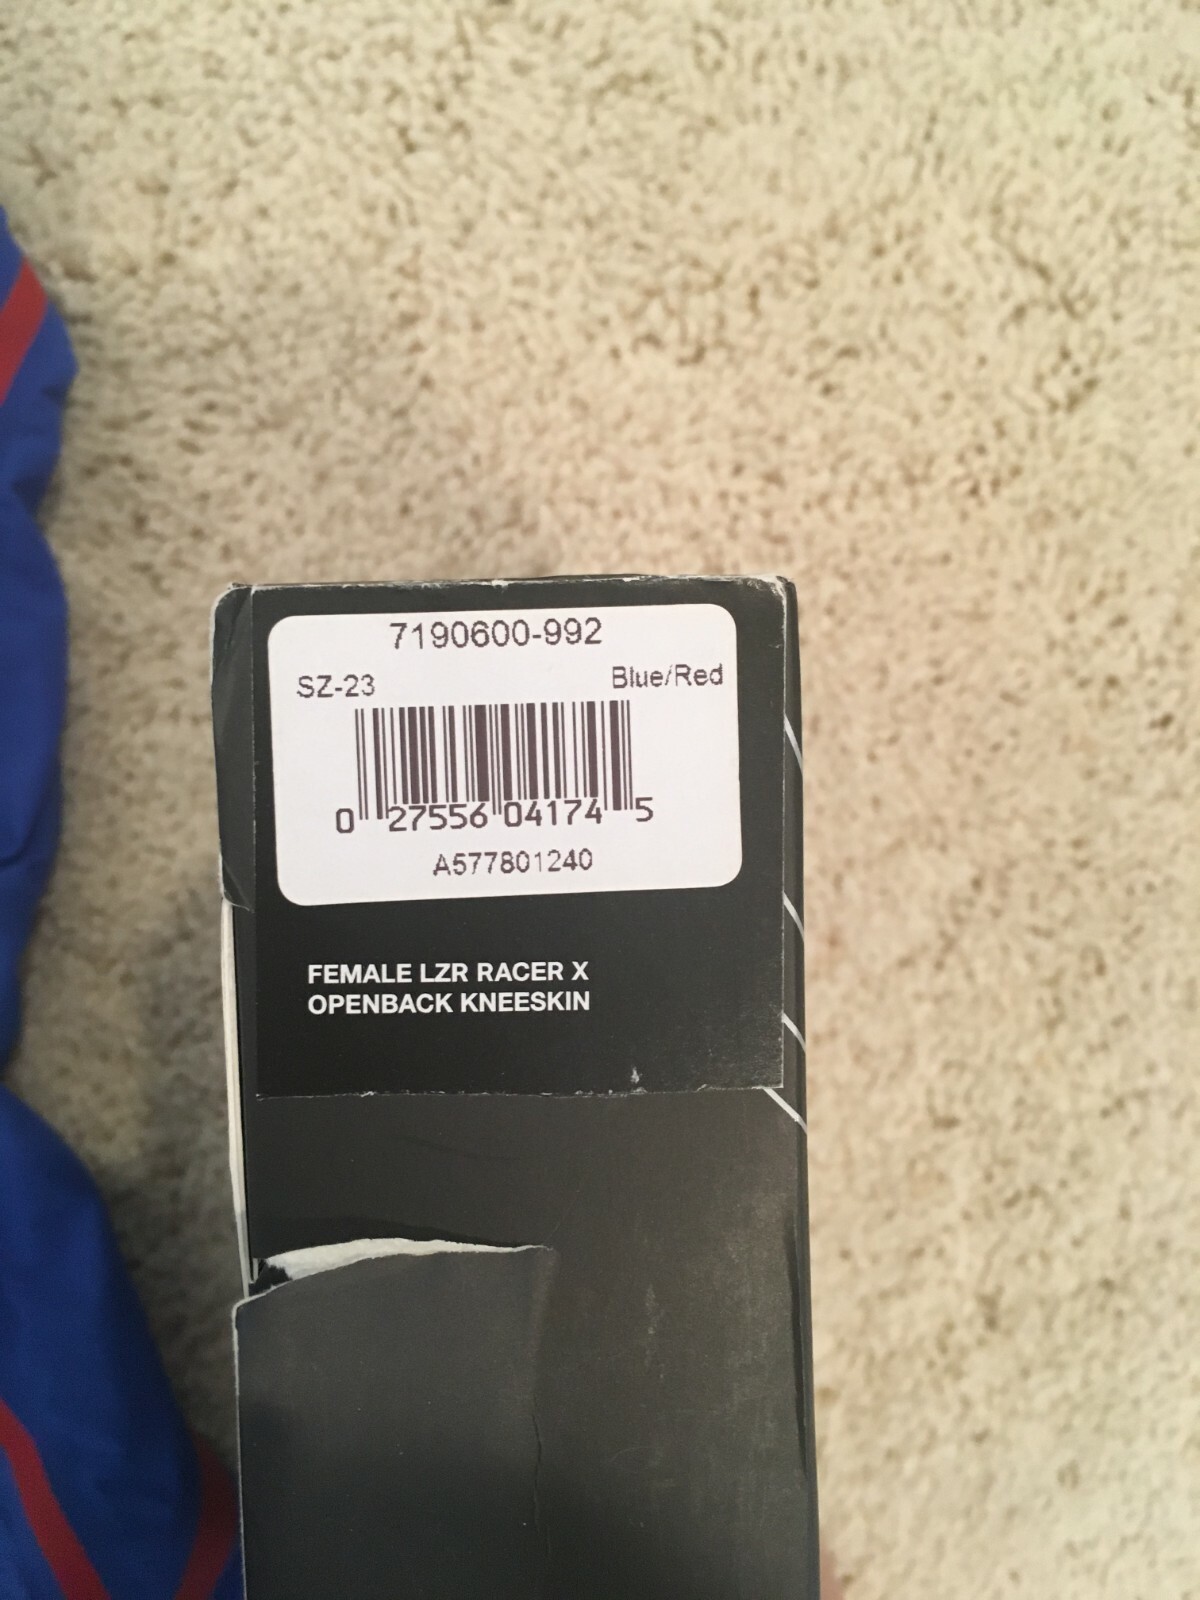 7190600-992
SZ-23 Blue/Red
0 27556 04174 5
A577801240
FEMALE LZR RACER X
OPENBACK KNEESKIN